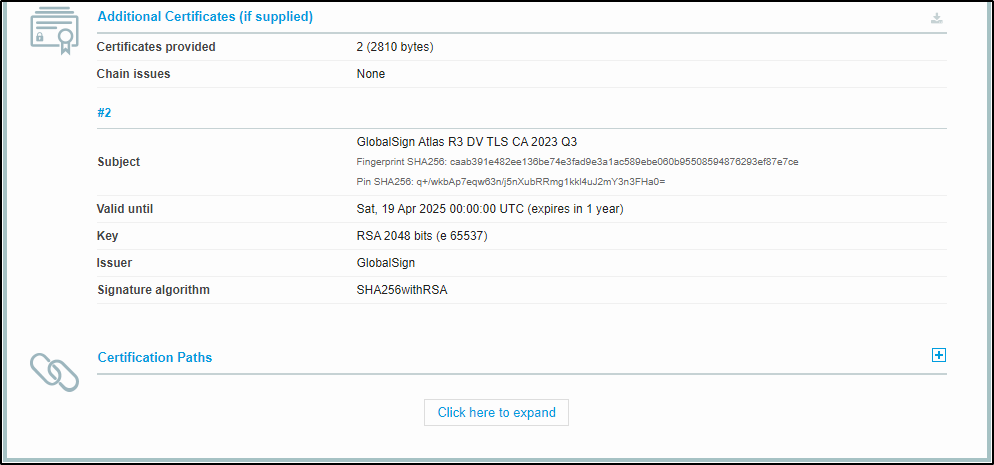 Additional Certificates (if supplied)
Certificates provided 2 (2810 bytes)
Chain issues None
#2
Subject GlobalSign Atlas R3 DV TLS CA 2023 Q3
Fingerprint SHA256: caab391e482ee136be74e3fad9e3a1ac589ebe060b95508594876293ef87e7ce
Pin SHA256: q+/wkbAp7eqw63n/j5nXubRRmg1kkl4uJ2mY3n3FHa0=
Valid until Sat, 19 Apr 2025 00:00:00 UTC (expires in 1 year)
Key RSA 2048 bits (e 65537)
Issuer GlobalSign
Signature algorithm SHA256withRSA
Certification Paths
Click here to expand